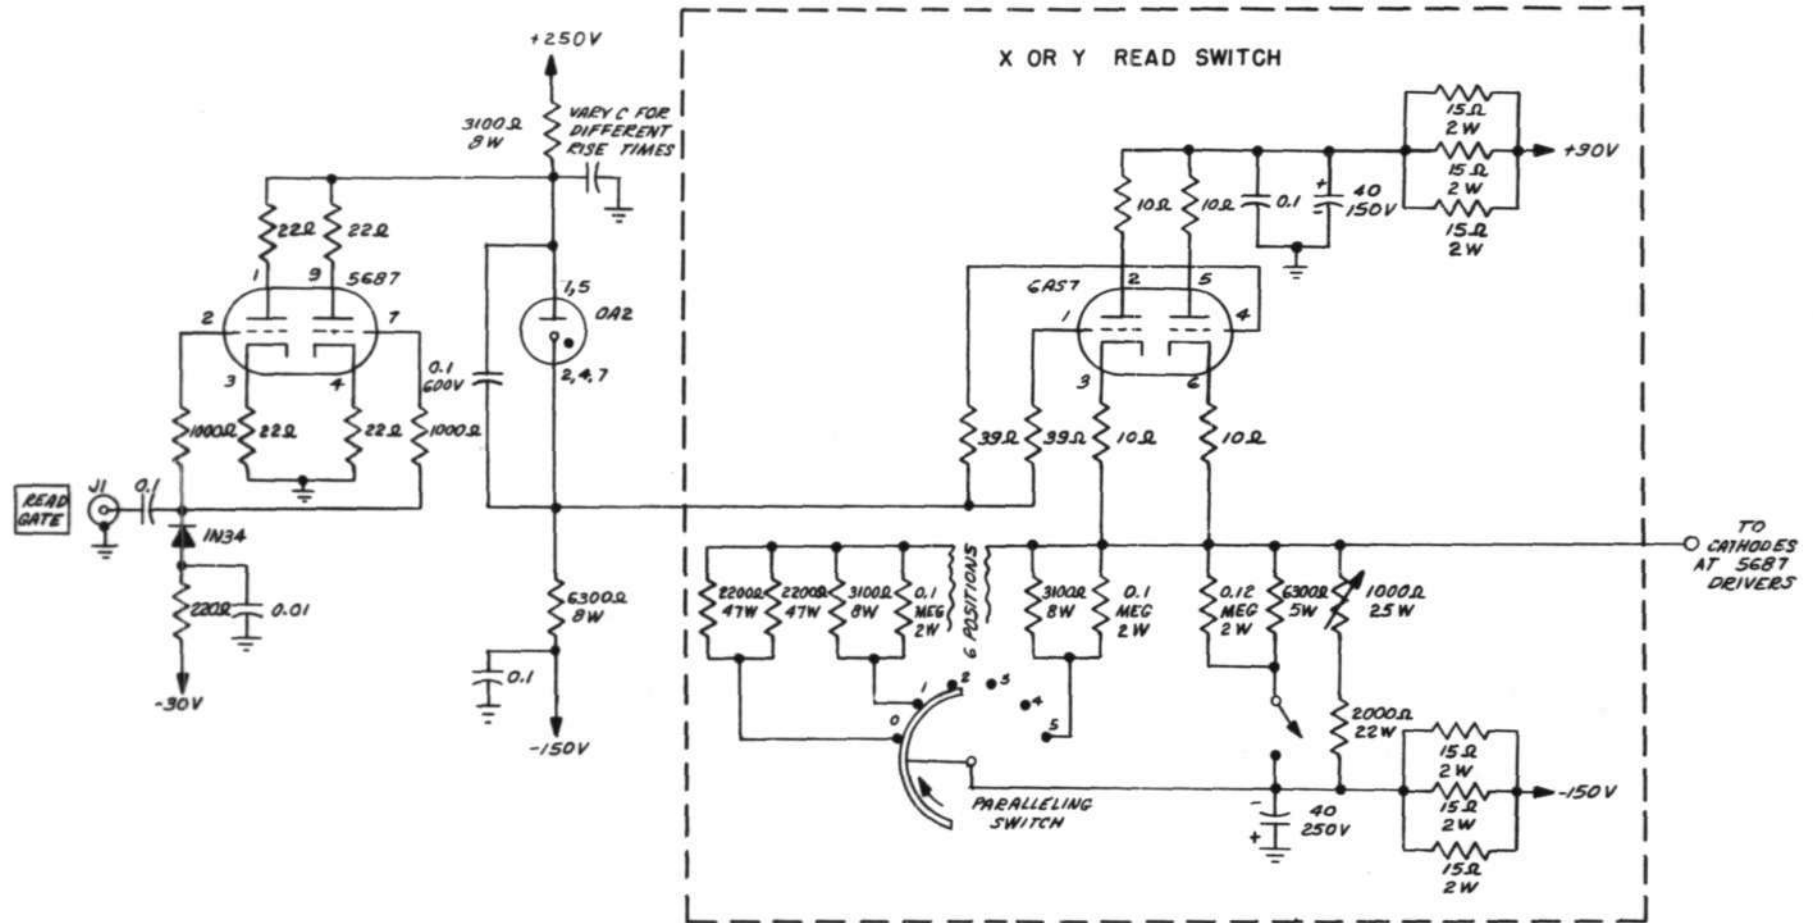 X OR Y READ SWITCH
+250V
3100Ω
8W
VARY C FOR
DIFFERENT
RISE TIMES
22Ω
22Ω
1
9
5687
2
7
3
4
1000Ω
22Ω
22Ω
1000Ω
READ
GATE
J1
0.1
1N34
220Ω
0.01
-30V
0.1
600V
1,5
OA2
2,4,7
6300Ω
8W
0.1
-150V
15Ω
2W
15Ω
2W
15Ω
2W
+90V
10Ω
10Ω
0.1
+
40
150V
-
6AS7
2
5
1
4
3
6
39Ω
39Ω
10Ω
10Ω
TO
CATHODES
AT 5687
DRIVERS
2200Ω
47W
2200Ω
47W
3100Ω
8W
0.1
MEG
2W
6 POSITIONS
3100Ω
8W
0.1
MEG
2W
0.12
MEG
2W
6300Ω
5W
1000Ω
25W
0
1
2
3
4
5
PARALLELING
SWITCH
2000Ω
22W
-
40
250V
+
15Ω
2W
15Ω
2W
15Ω
2W
-150V